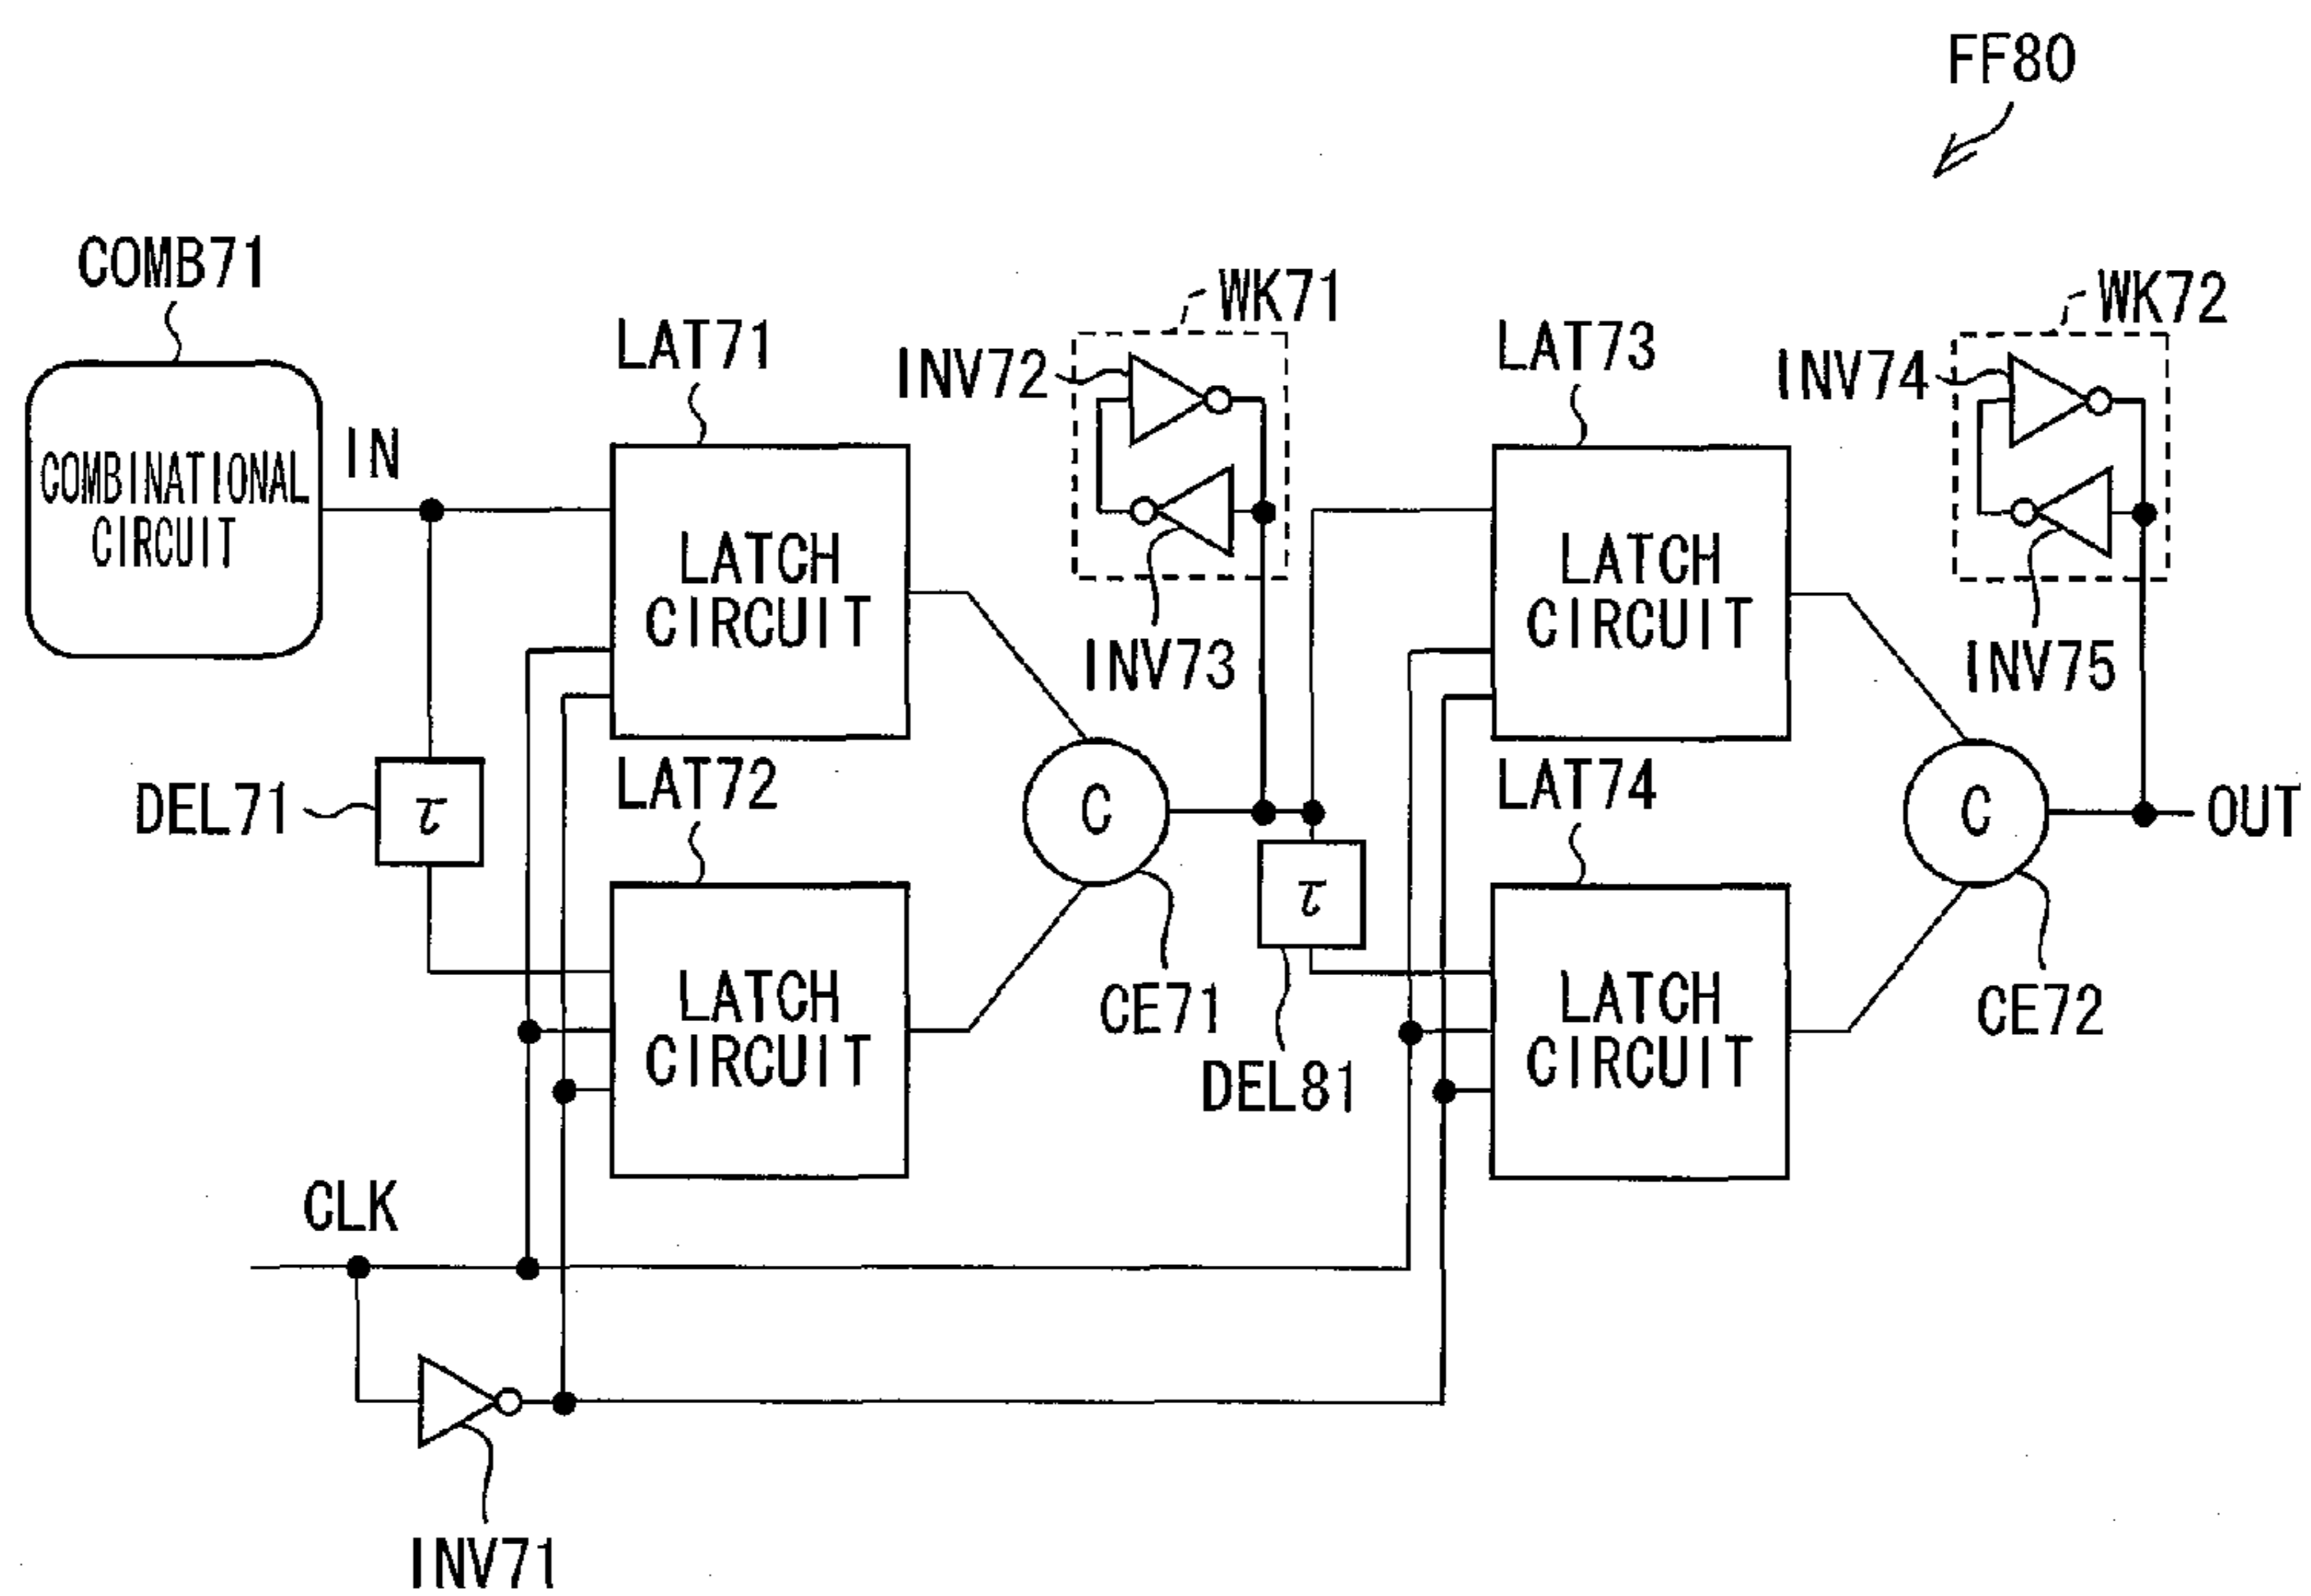 FF80
COMB71
COMBINATIONAL
CIRCUIT
IN
LAT71
LATCH
CIRCUIT
WK71
INV72
INV73
LAT73
LATCH
CIRCUIT
WK72
INV74
INV75
DEL71
τ
LAT72
LATCH
CIRCUIT
C
CE71
τ
DEL81
LAT74
LATCH
CIRCUIT
C
CE72
OUT
CLK
INV71